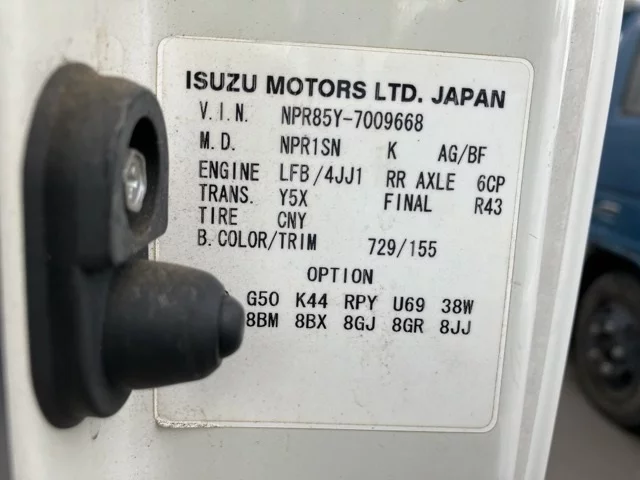 ISUZU MOTORS LTD. JAPAN
V.I.N. NPR85Y-7009668
M.D. NPR1SN K AG/BF
ENGINE LFB/4JJ1 RR AXLE 6CP
TRANS. Y5X FINAL R43
TIRE CNY
B.COLOR/TRIM 729/155
OPTION
G50 K44 RPY U69 38W
8BM 8BX 8GJ 8GR 8JJ